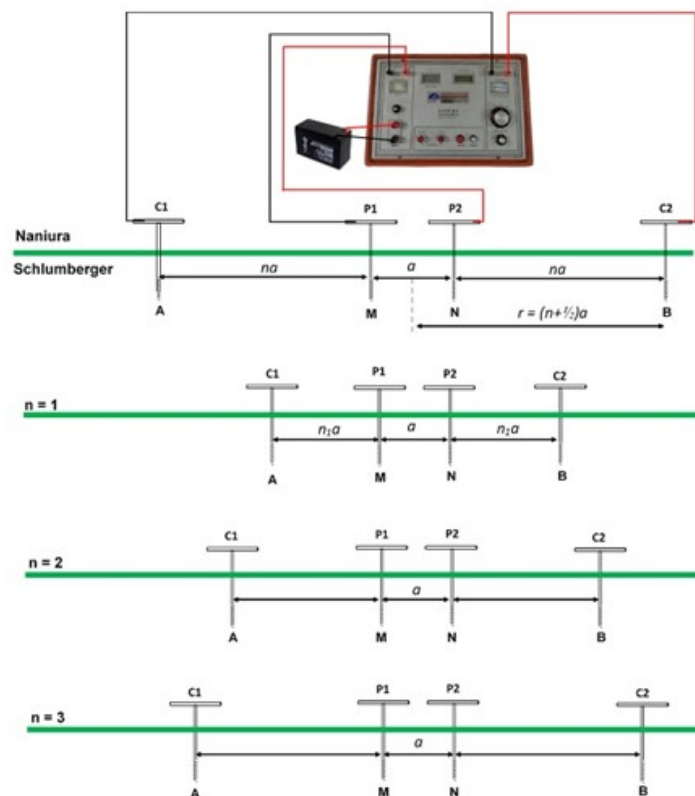 C1 P1 P2 C2
Naniura
Schlumberger
na a na
A M N B
r = (n+½)a
C1 P1 P2 C2
n = 1
n₁a a n₁a
A M N B
C1 P1 P2 C2
n = 2
a
A M N B
C1 P1 P2 C2
n = 3
a
A M N B